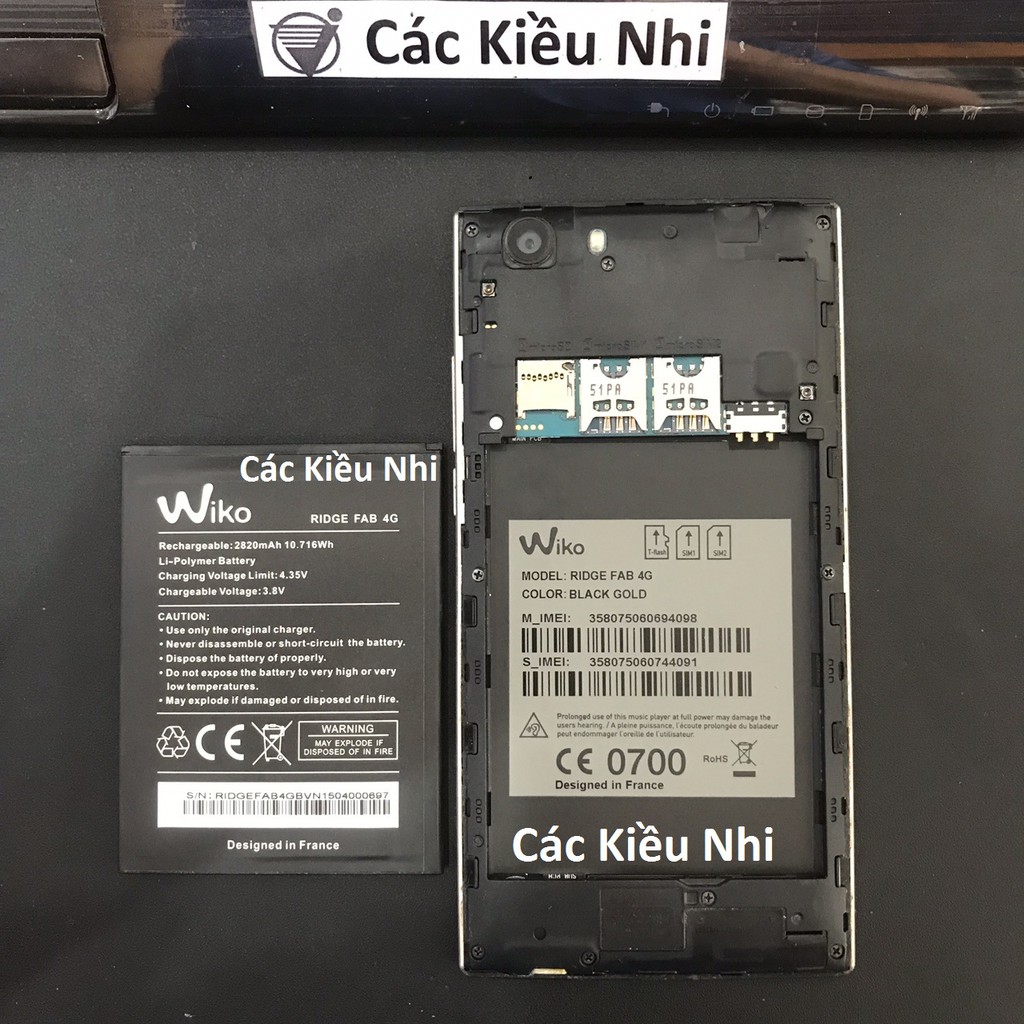 Các Kiều Nhi
microSD microSIM1 microSIM2
51PA 51PA
Các Kiều Nhi
Wiko
RIDGE FAB 4G
Rechargeable: 2820mAh 10.716Wh
Li-Polymer Battery
Charging Voltage Limit: 4.35V
Chargeable Voltage: 3.8V
CAUTION:
• Use only the original charger.
• Never disassemble or short-circuit the battery.
• Dispose the battery of properly.
• Do not expose the battery to very high or very
low temperatures.
• May explode if damaged or disposed of in fire.
CE
WARNING
MAY EXPLODE IF
DISPOSED OF IN FIRE
S/N: RIDGEFAB4GBVN1504000697
Designed in France
Wiko
T-flash SIM1 SIM2
MODEL: RIDGE FAB 4G
COLOR: BLACK GOLD
M_IMEI: 358075060694098
S_IMEI: 358075060744091
Prolonged use of this music player at full power may damage the
users hearing. / A pleine puissance, l'écoute prolongée du baladeur
peut endommager l'oreille de l'utilisateur.
CE 0700 RoHS
Designed in France
Các Kiều Nhi